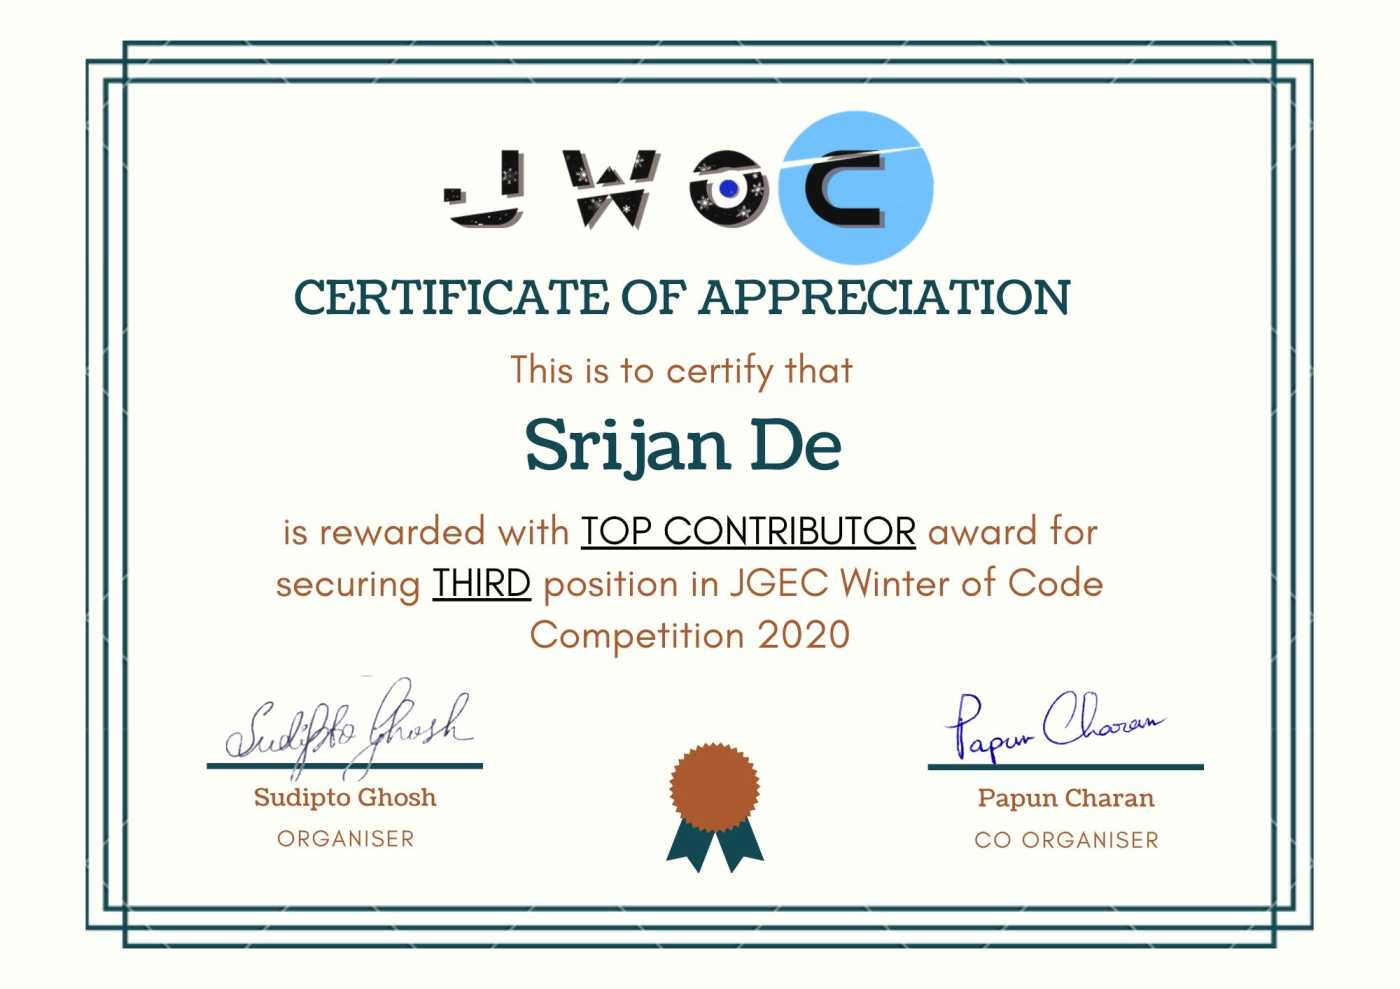 JWOC
CERTIFICATE OF APPRECIATION
This is to certify that
Srijan De
is rewarded with TOP CONTRIBUTOR award for
securing THIRD position in JGEC Winter of Code
Competition 2020
Sudipto Ghosh
Papun Charan
Sudipto Ghosh
Papun Charan
ORGANISER
CO ORGANISER